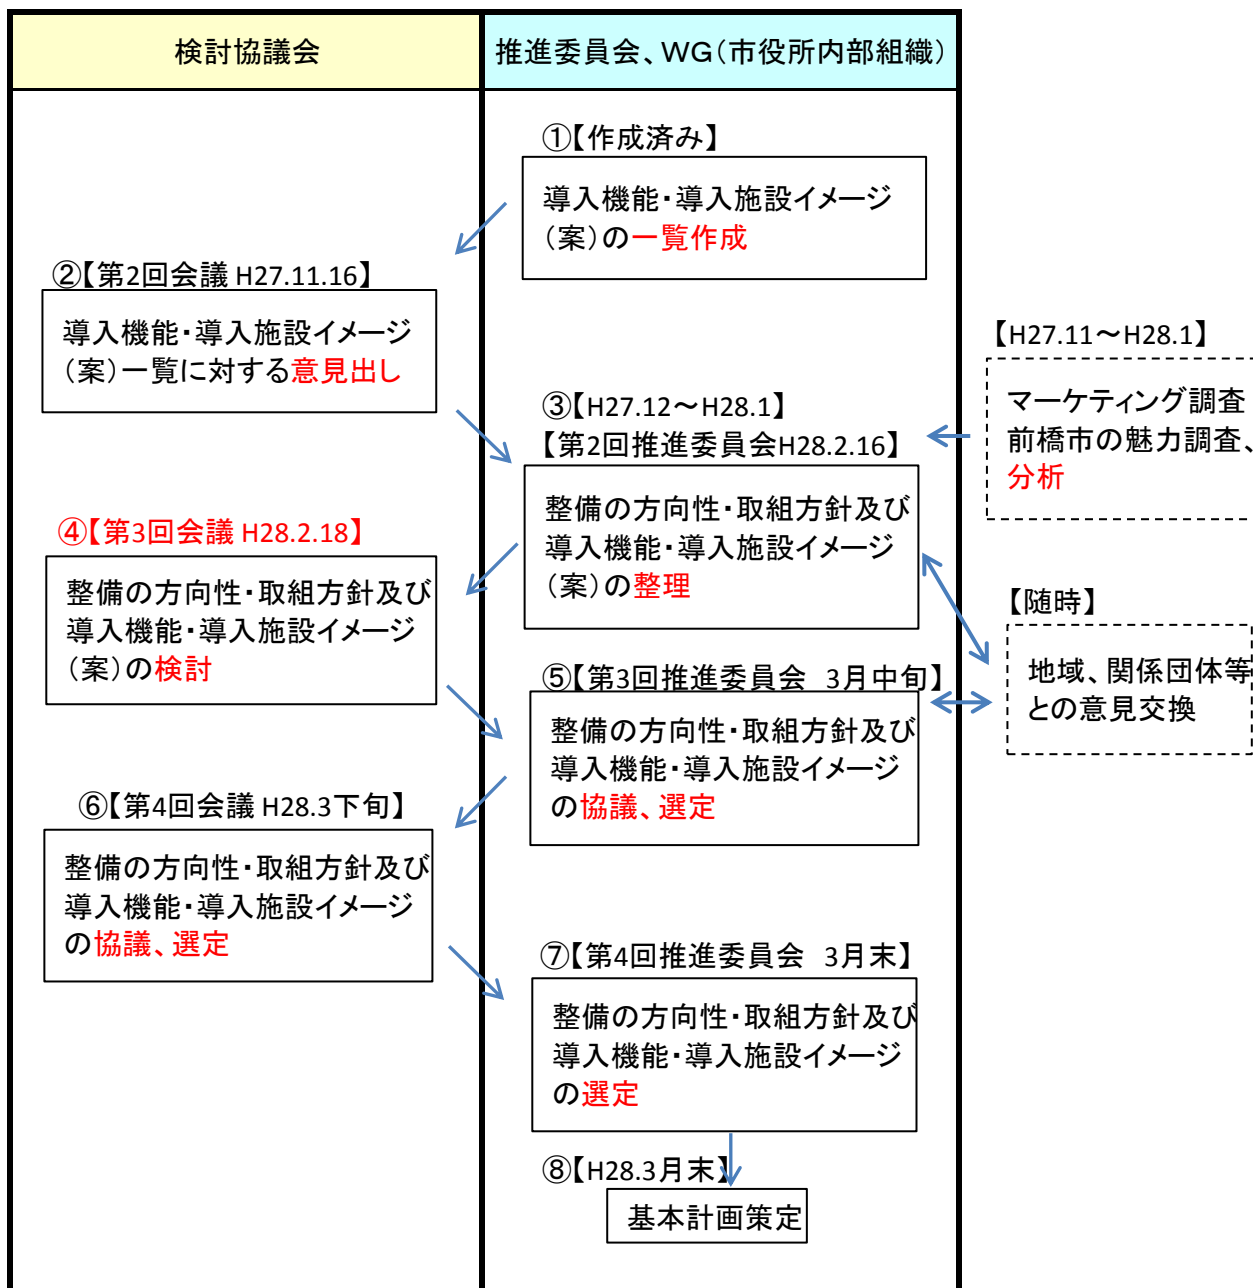 検討協議会
推進委員会、WG(市役所内部組織)
①【作成済み】
導入機能・導入施設イメージ
(案)の一覧作成
②【第2回会議 H27.11.16】
導入機能・導入施設イメージ
(案)一覧に対する意見出し
【H27.11～H28.1】
マーケティング調査
前橋市の魅力調査、
分析
③【H27.12～H28.1】
【第2回推進委員会H28.2.16】
整備の方向性・取組方針及び
導入機能・導入施設イメージ
(案)の整理
④【第3回会議 H28.2.18】
整備の方向性・取組方針及び
導入機能・導入施設イメージ
(案)の検討
【随時】
地域、関係団体等
との意見交換
⑤【第3回推進委員会 3月中旬】
整備の方向性・取組方針及び
導入機能・導入施設イメージ
の協議、選定
⑥【第4回会議 H28.3下旬】
整備の方向性・取組方針及び
導入機能・導入施設イメージ
の協議、選定
⑦【第4回推進委員会 3月末】
整備の方向性・取組方針及び
導入機能・導入施設イメージ
の選定
⑧【H28.3月末】
基本計画策定